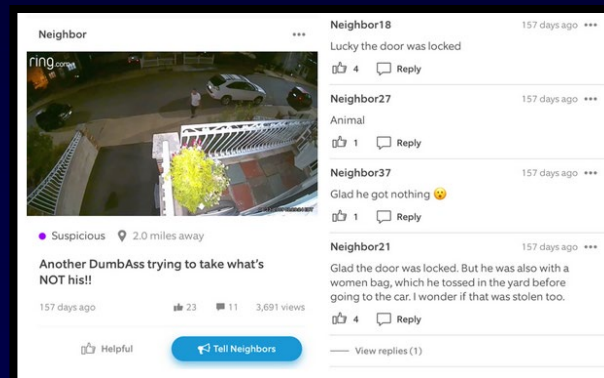 Neighbor
ring.com
Suspicious 2.0 miles away
Another DumbAss trying to take what's
NOT his!!
157 days ago 23 11 3,691 views
Helpful Tell Neighbors
Neighbor18 157 days ago
Lucky the door was locked
4 Reply
Neighbor27 157 days ago
Animal
1 Reply
Neighbor37 157 days ago
Glad he got nothing 😮
1 Reply
Neighbor21 157 days ago
Glad the door was locked. But he was also with a
women bag, which he tossed in the yard before
going to the car. I wonder if that was stolen too.
4 Reply
View replies (1)